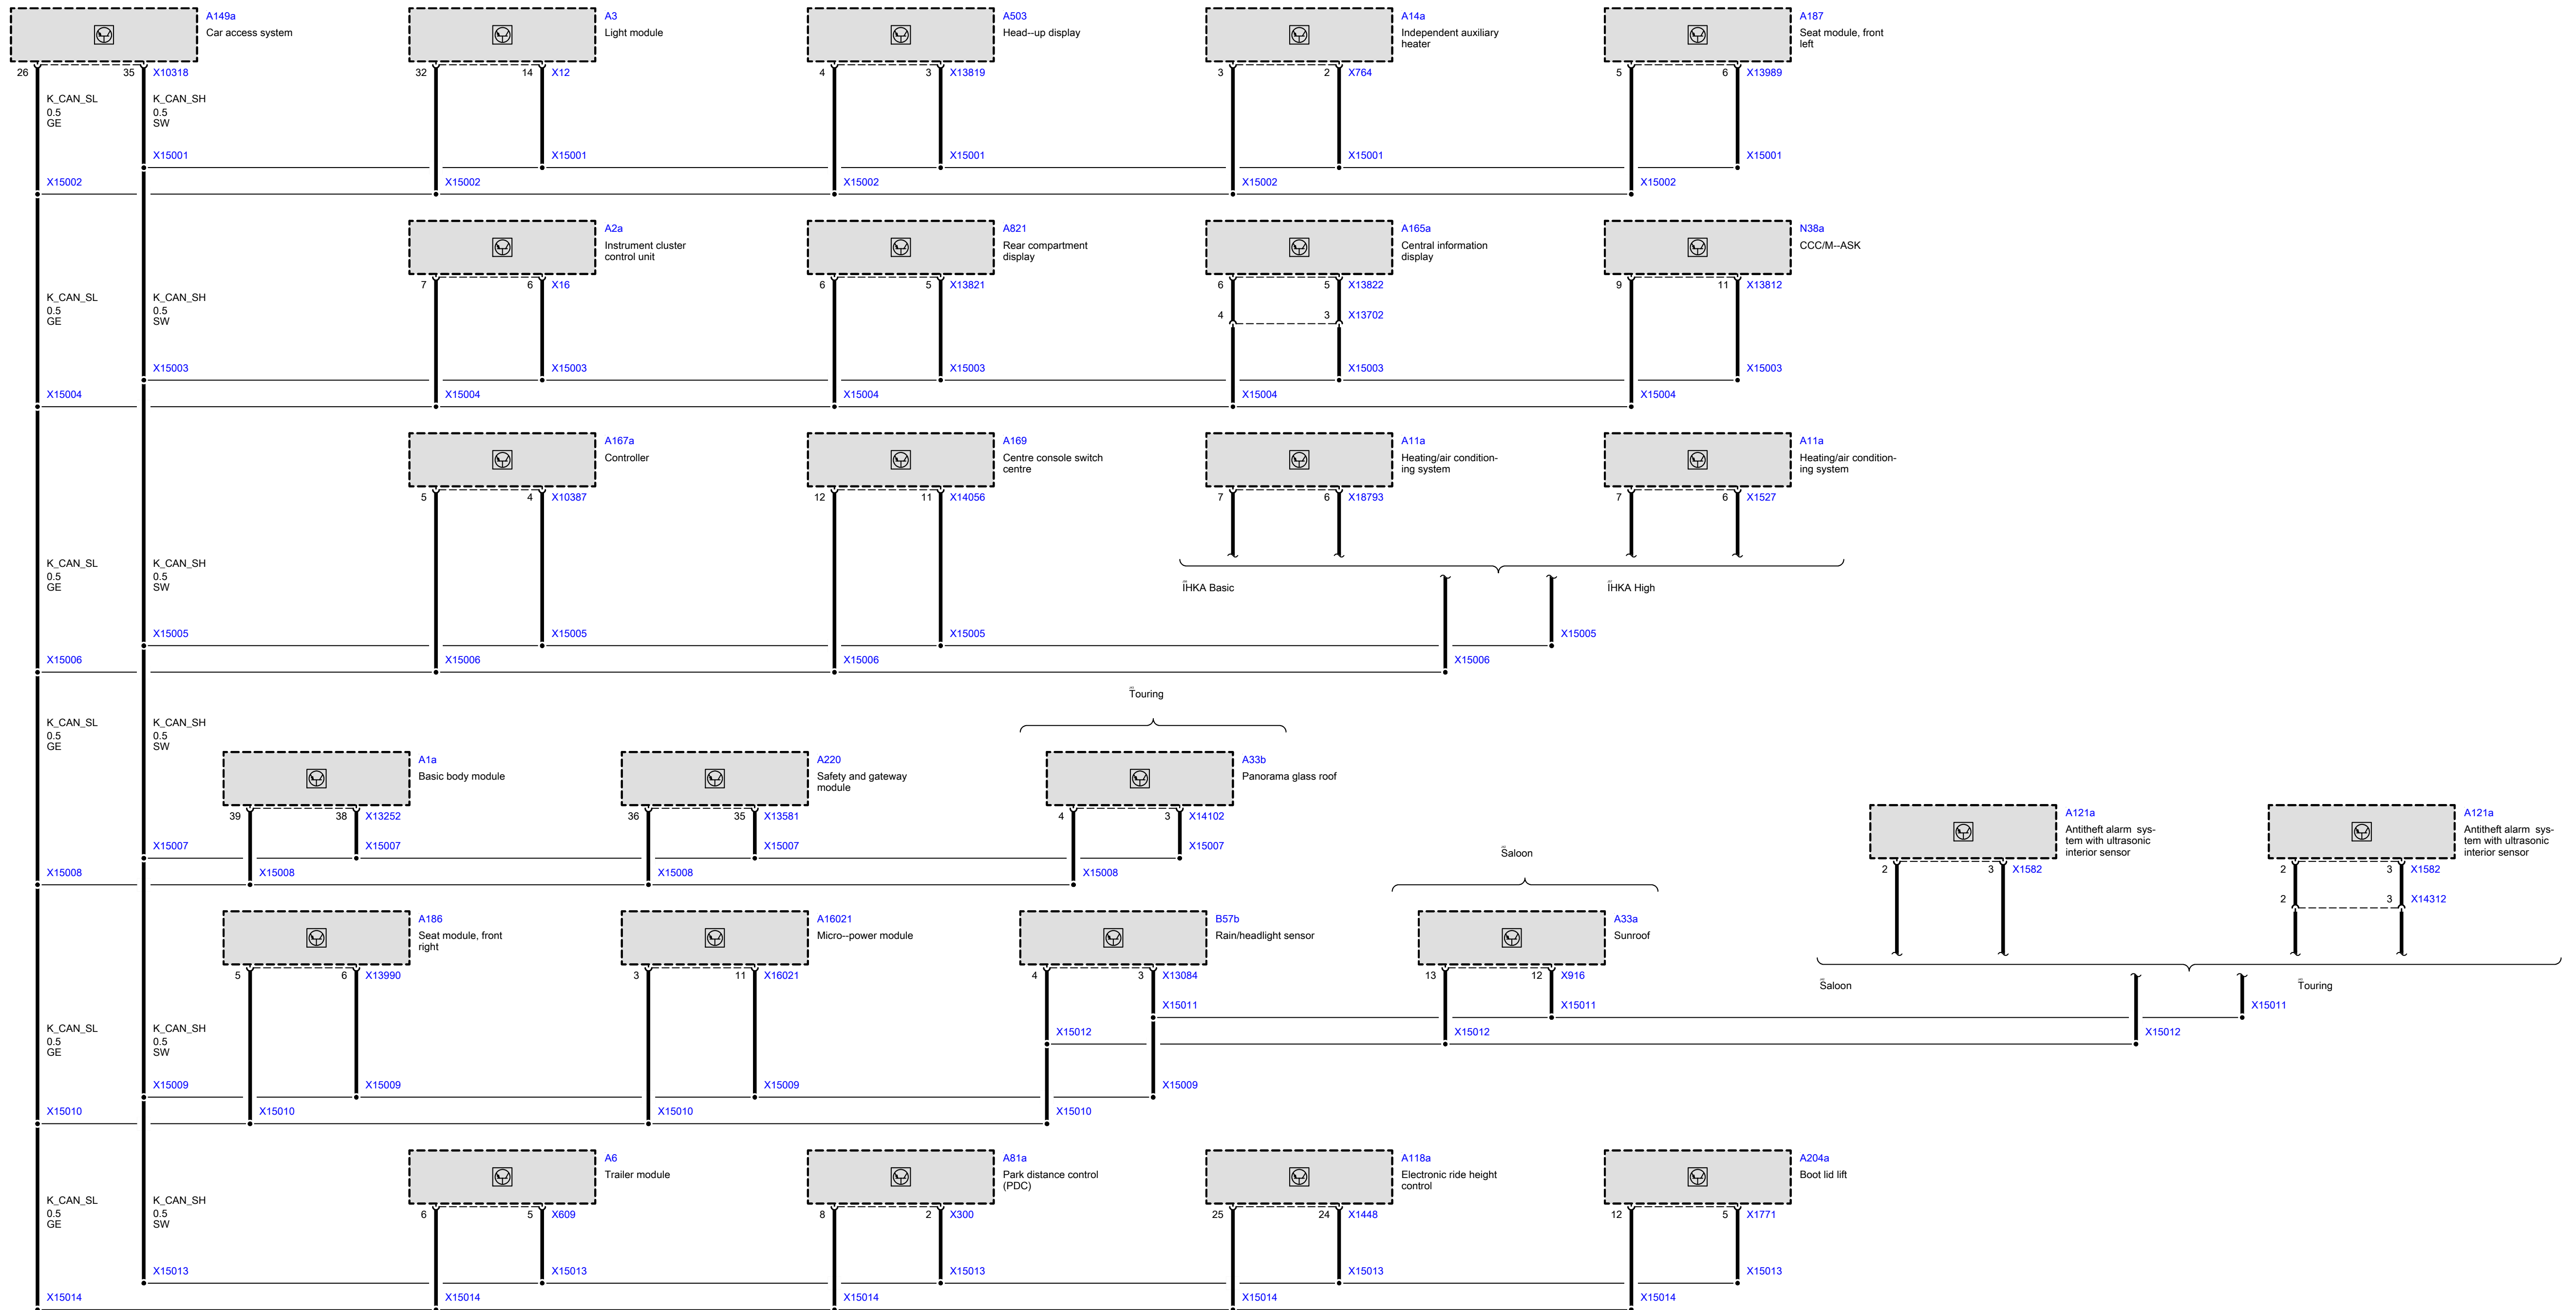 A149a
Car access system
A3
Light module
A503
Head--up display
A14a
Independent auxiliary
heater
A187
Seat module, front
left
26 35 X10318
32 14 X12
4 3 X13819
3 2 X764
5 6 X13989
K_CAN_SL
0.5
GE
K_CAN_SH
0.5
SW
X15001 X15001 X15001 X15001 X15001
X15002 X15002 X15002 X15002 X15002
A2a
Instrument cluster
control unit
A821
Rear compartment
display
A165a
Central information
display
N38a
CCC/M--ASK
7 6 X16
6 5 X13821
6 5 X13822
9 11 X13812
K_CAN_SL
0.5
GE
K_CAN_SH
0.5
SW
4 3 X13702
X15003 X15003 X15003 X15003 X15003
X15004 X15004 X15004 X15004 X15004
A167a
Controller
A169
Centre console switch
centre
A11a
Heating/air condition-
ing system
A11a
Heating/air condition-
ing system
5 4 X10387
12 11 X14056
7 6 X18793
7 6 X1527
K_CAN_SL
0.5
GE
K_CAN_SH
0.5
SW
IHKA Basic
IHKA High
X15005 X15005 X15005 X15005
X15006 X15006 X15006 X15006
Touring
K_CAN_SL
0.5
GE
K_CAN_SH
0.5
SW
A1a
Basic body module
A220
Safety and gateway
module
A33b
Panorama glass roof
39 38 X13252
36 35 X13581
4 3 X14102
X15007 X15007 X15007 X15007
X15008 X15008 X15008 X15008
Saloon
A121a
Antitheft alarm sys-
tem with ultrasonic
interior sensor
A121a
Antitheft alarm sys-
tem with ultrasonic
interior sensor
2 3 X1582
2 3 X1582
2 3 X14312
A186
Seat module, front
right
A16021
Micro--power module
B57b
Rain/headlight sensor
A33a
Sunroof
5 6 X13990
3 11 X16021
4 3 X13084
13 12 X916
Saloon
Touring
X15011 X15011 X15011
X15012 X15012 X15012
K_CAN_SL
0.5
GE
K_CAN_SH
0.5
SW
X15009 X15009 X15009 X15009
X15010 X15010 X15010 X15010
A6
Trailer module
A81a
Park distance control
(PDC)
A118a
Electronic ride height
control
A204a
Boot lid lift
6 5 X609
8 2 X300
25 24 X1448
12 5 X1771
K_CAN_SL
0.5
GE
K_CAN_SH
0.5
SW
X15013 X15013 X15013 X15013 X15013
X15014 X15014 X15014 X15014 X15014